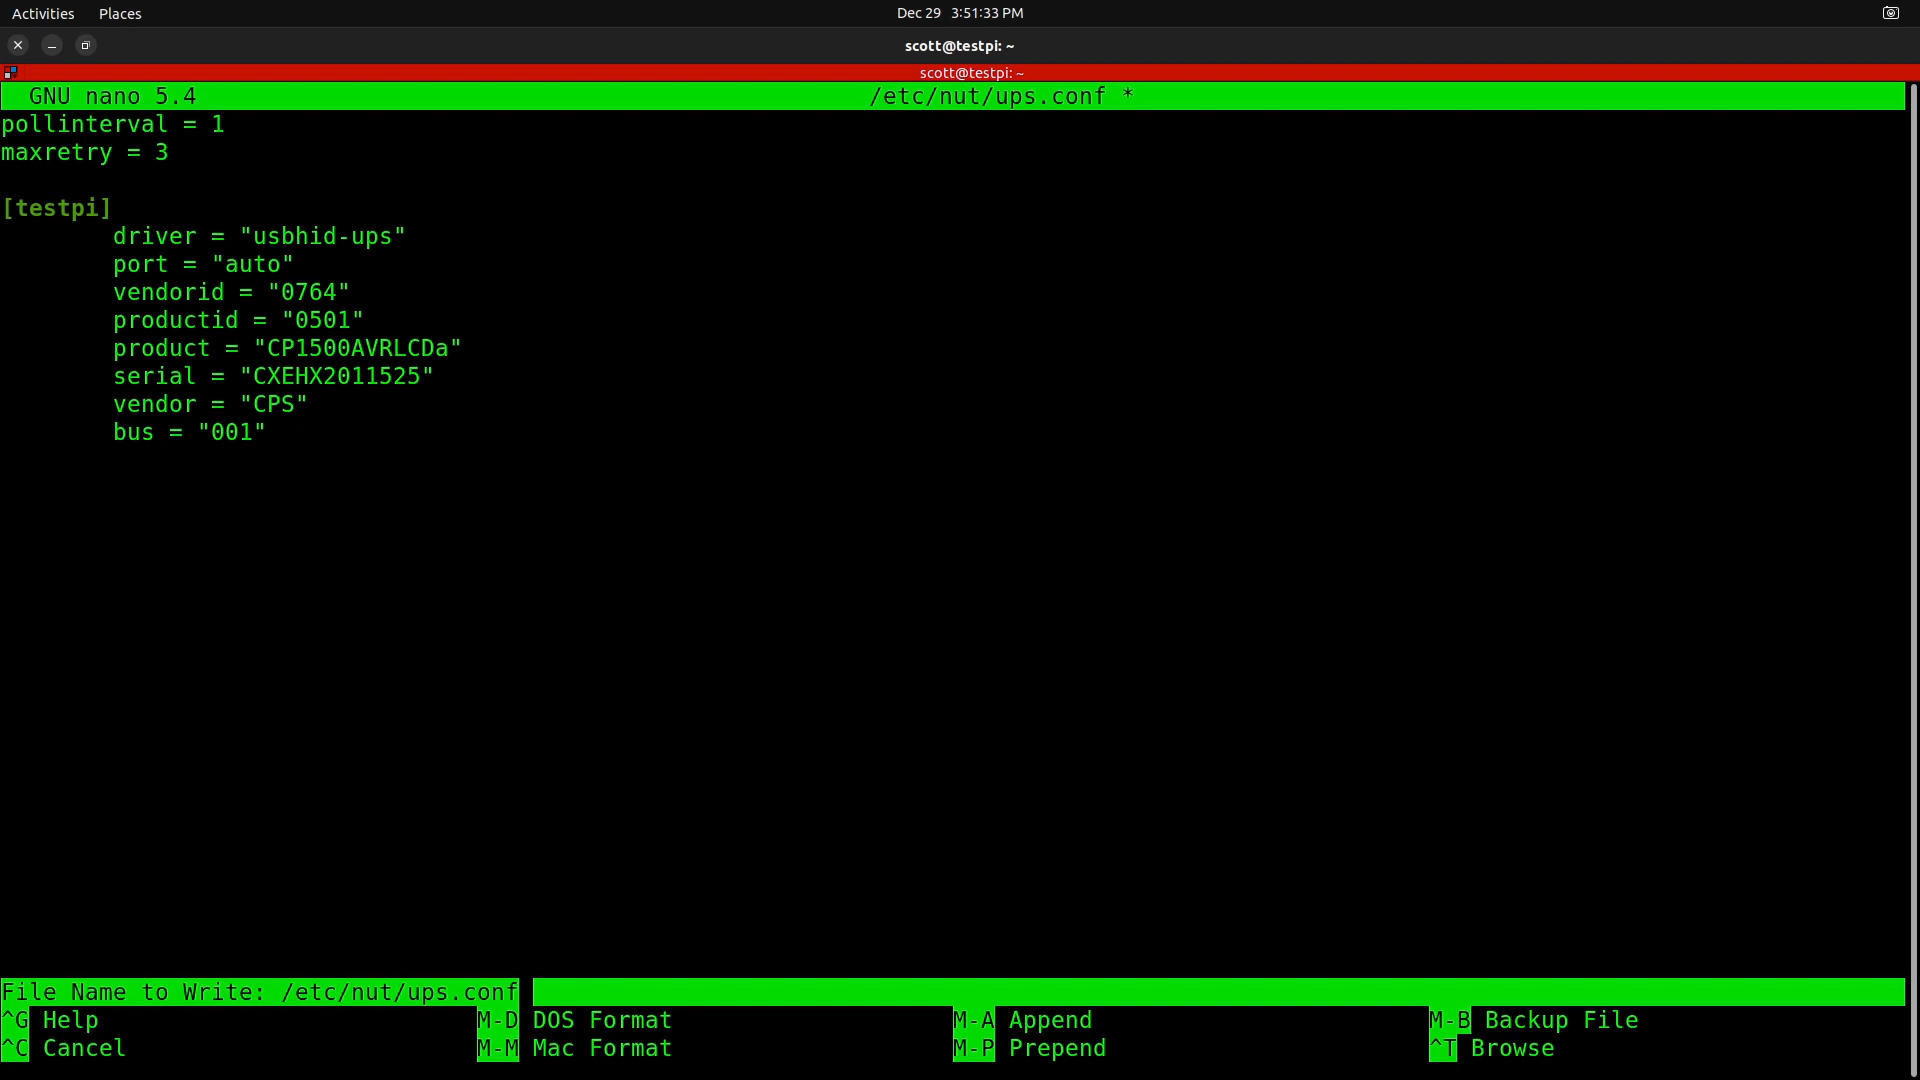 Activities Places Dec 29 3:51:33 PM
scott@testpi: ~
scott@testpi: ~
GNU nano 5.4 /etc/nut/ups.conf *
pollinterval = 1
maxretry = 3
[testpi]
driver = "usbhid-ups"
port = "auto"
vendorid = "0764"
productid = "0501"
product = "CP1500AVRLCDa"
serial = "CXEHX2011525"
vendor = "CPS"
bus = "001"
File Name to Write: /etc/nut/ups.conf
^G Help M-D DOS Format M-A Append M-B Backup File
^C Cancel M-M Mac Format M-P Prepend ^T Browse